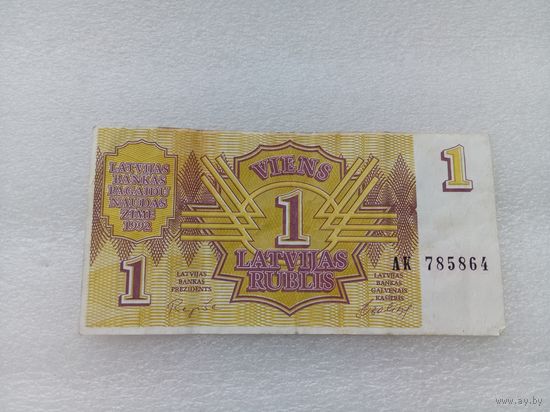 LATVIJAS
BANKAS
PAGAIDU
NAUDAS
ZĪME
1992
VIENS
1
LATVIJAS
RUBLIS
1
1
AK 785864
LATVIJAS
BANKAS
PREZIDENTS
LATVIJAS
BANKAS
GALVENAIS
KASIERIS
www.ay.by